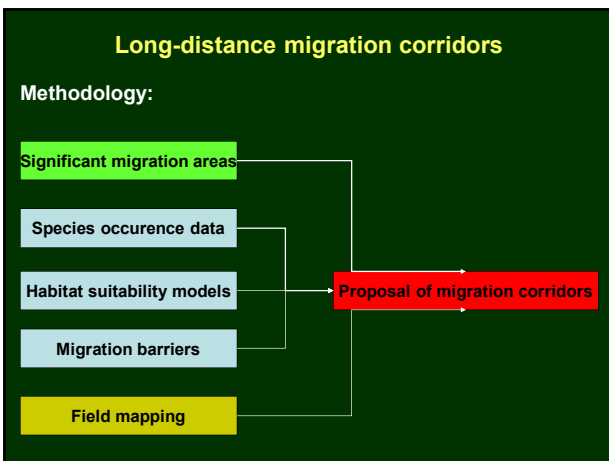 Long-distance migration corridors
Methodology:
Significant migration areas
Species occurence data
Habitat suitability models
Proposal of migration corridors
Migration barriers
Field mapping